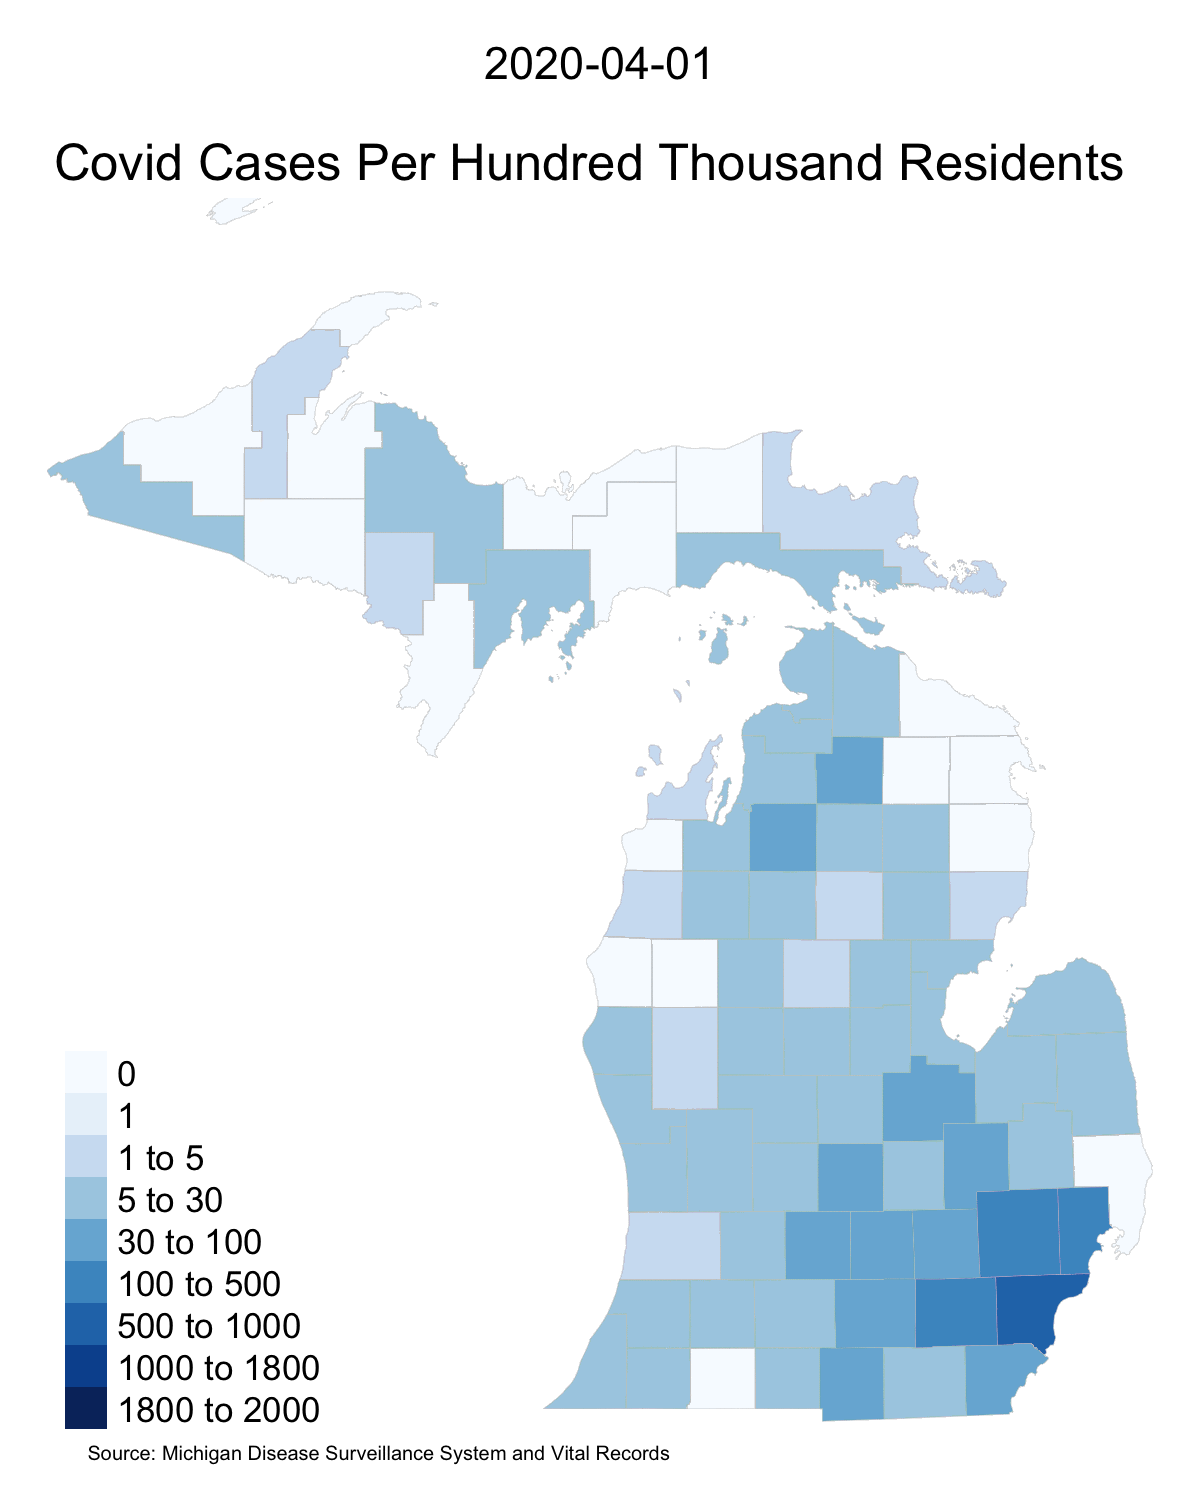 2020-04-01
Covid Cases Per Hundred Thousand Residents
0
1
1 to 5
5 to 30
30 to 100
100 to 500
500 to 1000
1000 to 1800
1800 to 2000
Source: Michigan Disease Surveillance System and Vital Records